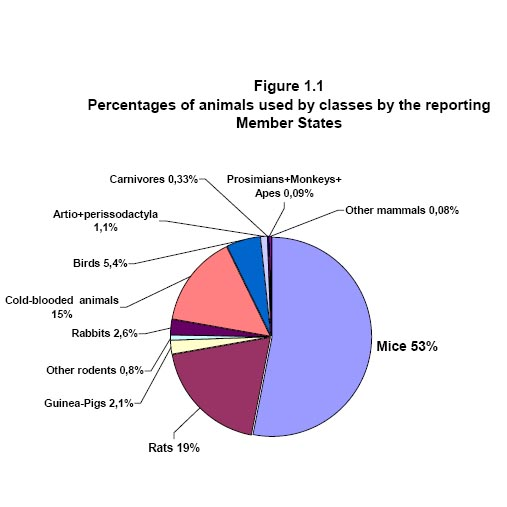 Figure 1.1
Percentages of animals used by classes by the reporting
Member States
Carnivores 0,33%
Prosimians+Monkeys+
Apes 0,09%
Other mammals 0,08%
Artio+perissodactyla
1,1%
Birds 5,4%
Cold-blooded animals
15%
Rabbits 2,6%
Other rodents 0,8%
Guinea-Pigs 2,1%
Rats 19%
Mice 53%